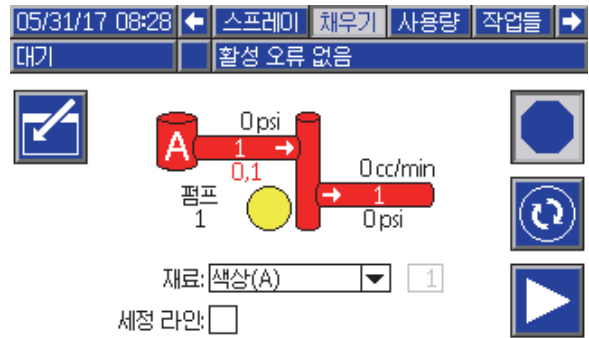 05/31/17 08:28 스프레이 채우기 사용량 작업들
대기 활성 오류 없음
0 psi
A 1
0,1
0 cc/min
펌프
1
1
0 psi
재료: 색상(A) 1
세정 라인: